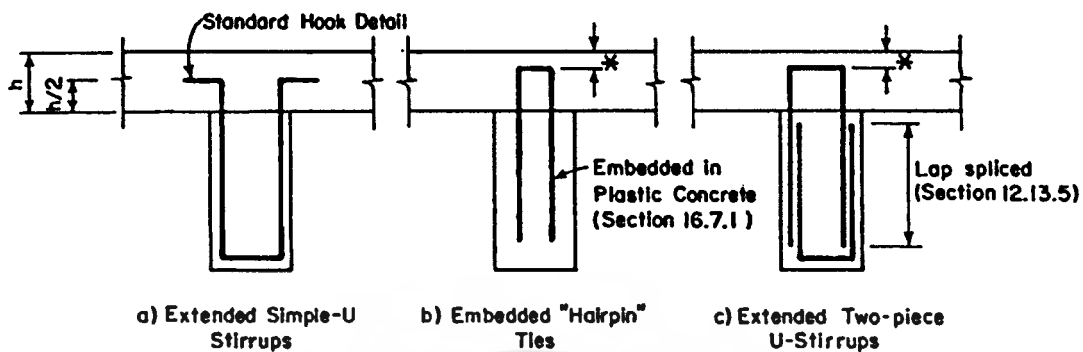 Standard Hook Detail
h
h/2
*
*
Embedded in
Plastic Concrete
(Section 16.7.1)
Lap spliced
(Section 12.13.5)
a) Extended Simple-U
Stirrups
b) Embedded "Hairpin"
Ties
c) Extended Two-piece
U-Stirrups